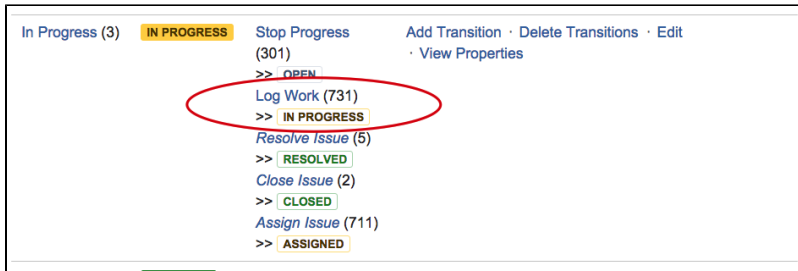 In Progress (3) IN PROGRESS Stop Progress Add Transition · Delete Transitions · Edit
(301) · View Properties
>> OPEN
Log Work (731)
>> IN PROGRESS
Resolve Issue (5)
>> RESOLVED
Close Issue (2)
>> CLOSED
Assign Issue (711)
>> ASSIGNED